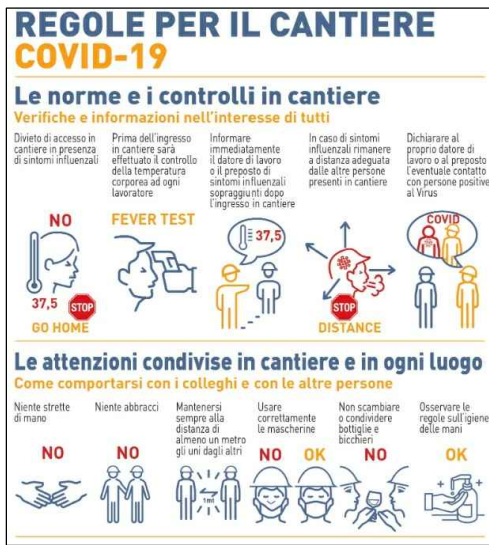 REGOLE PER IL CANTIERE
COVID-19
Le norme e i controlli in cantiere
Verifiche e informazioni nell'interesse di tutti
Divieto di accesso in
cantiere in presenza
di sintomi influenzali
Prima dell'ingresso
in cantiere sarà
effettuato il controllo
della temperatura
corporea ad ogni
lavoratore
Informare
immediatamente
il datore di lavoro
o il preposto di
sintomi influenzali
sopraggiunti dopo
l'ingresso in cantiere
In caso di sintomi
influenzali rimanere
a distanza adeguata
dalle altre persone
presenti in cantiere
Dichiarare al
proprio datore di
lavoro o al preposto
l'eventuale contatto
con persone positive
al Virus
NO
37,5
STOP
GO HOME
FEVER TEST
37,5
STOP
DISTANCE
COVID
Le attenzioni condivise in cantiere e in ogni luogo
Come comportarsi con i colleghi e con le altre persone
Niente strette
di mano
NO
Niente abbracci
NO
Mantenersi
sempre alla
distanza di
almeno un metro
gli uni dagli altri
1mt
Usare
correttamente
le mascherine
NO OK
Non scambiare
o condividere
bottiglie e
bicchieri
NO
Osservare le
regole sull'igiene
delle mani
OK